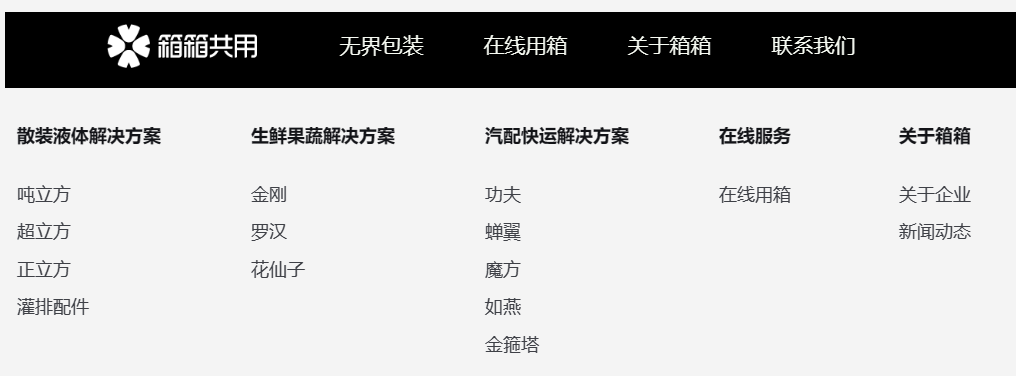 箱箱共用 无界包装 在线用箱 关于箱箱 联系我们
散装液体解决方案 生鲜果蔬解决方案 汽配快运解决方案 在线服务 关于箱箱
吨立方 金刚 功夫 在线用箱 关于企业
超立方 罗汉 蝉翼 新闻动态
正立方 花仙子 魔方
灌排配件 如燕
金箍塔